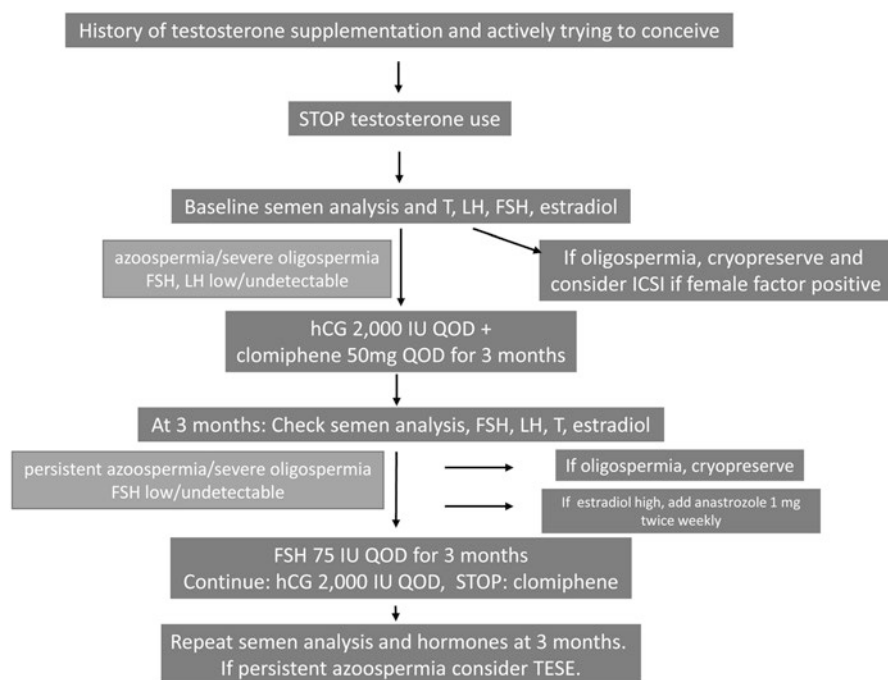 History of testosterone supplementation and actively trying to conceive
STOP testosterone use
Baseline semen analysis and T, LH, FSH, estradiol
azoospermia/severe oligospermia
FSH, LH low/undetectable
If oligospermia, cryopreserve and
consider ICSI if female factor positive
hCG 2,000 IU QOD +
clomiphene 50mg QOD for 3 months
At 3 months: Check semen analysis, FSH, LH, T, estradiol
persistent azoospermia/severe oligospermia
FSH low/undetectable
If oligospermia, cryopreserve
If estradiol high, add anastrozole 1 mg
twice weekly
FSH 75 IU QOD for 3 months
Continue: hCG 2,000 IU QOD, STOP: clomiphene
Repeat semen analysis and hormones at 3 months.
If persistent azoospermia consider TESE.